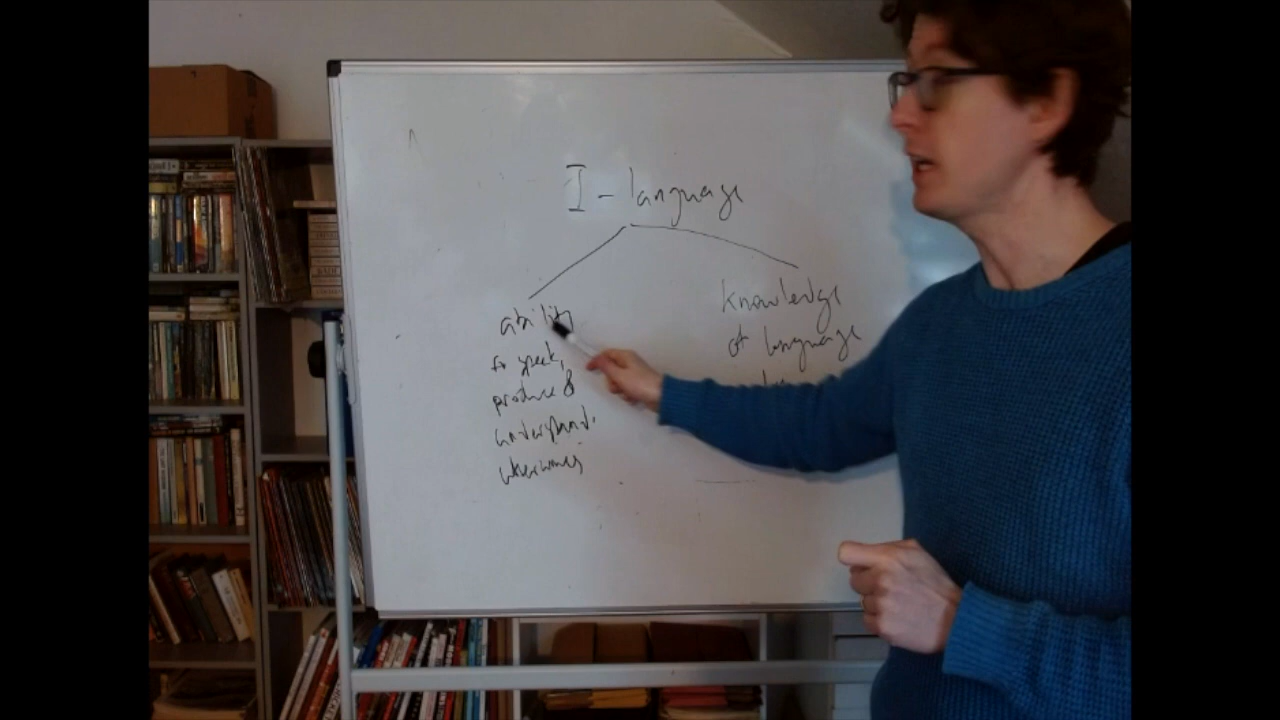 I-language
ability
to speak,
produce &
understand.
utterances
knowledge
of language